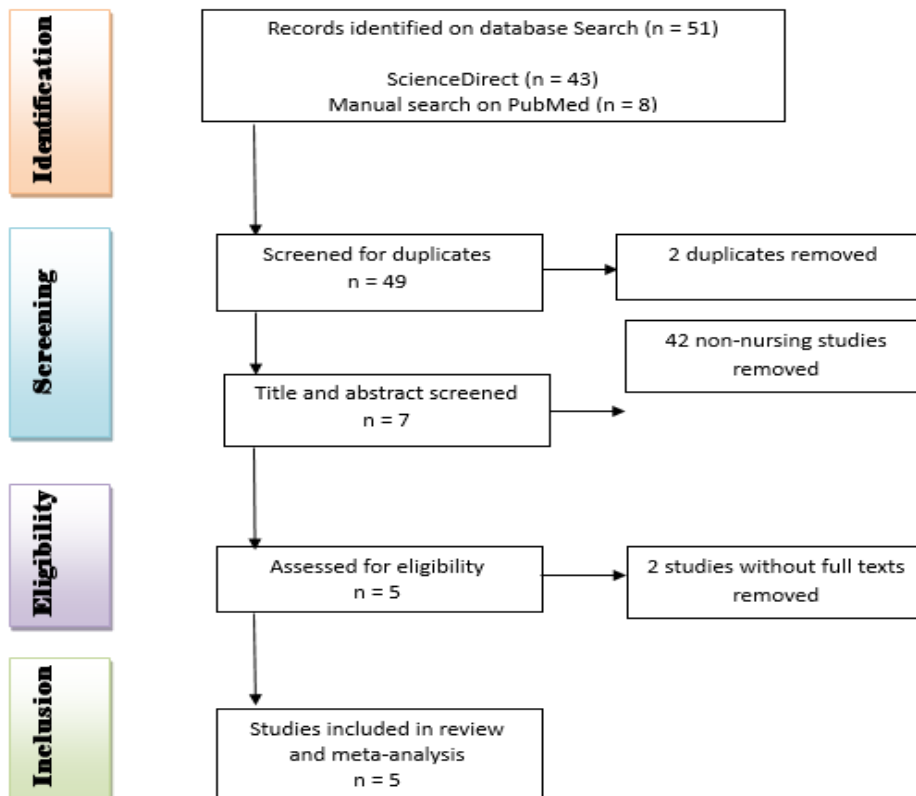 Identification
Records identified on database Search (n = 51)
ScienceDirect (n = 43)
Manual search on PubMed (n = 8)
Screening
Screened for duplicates
n = 49
2 duplicates removed
42 non-nursing studies
removed
Title and abstract screened
n = 7
Eligibility
Assessed for eligibility
n = 5
2 studies without full texts
removed
Inclusion
Studies included in review
and meta-analysis
n = 5